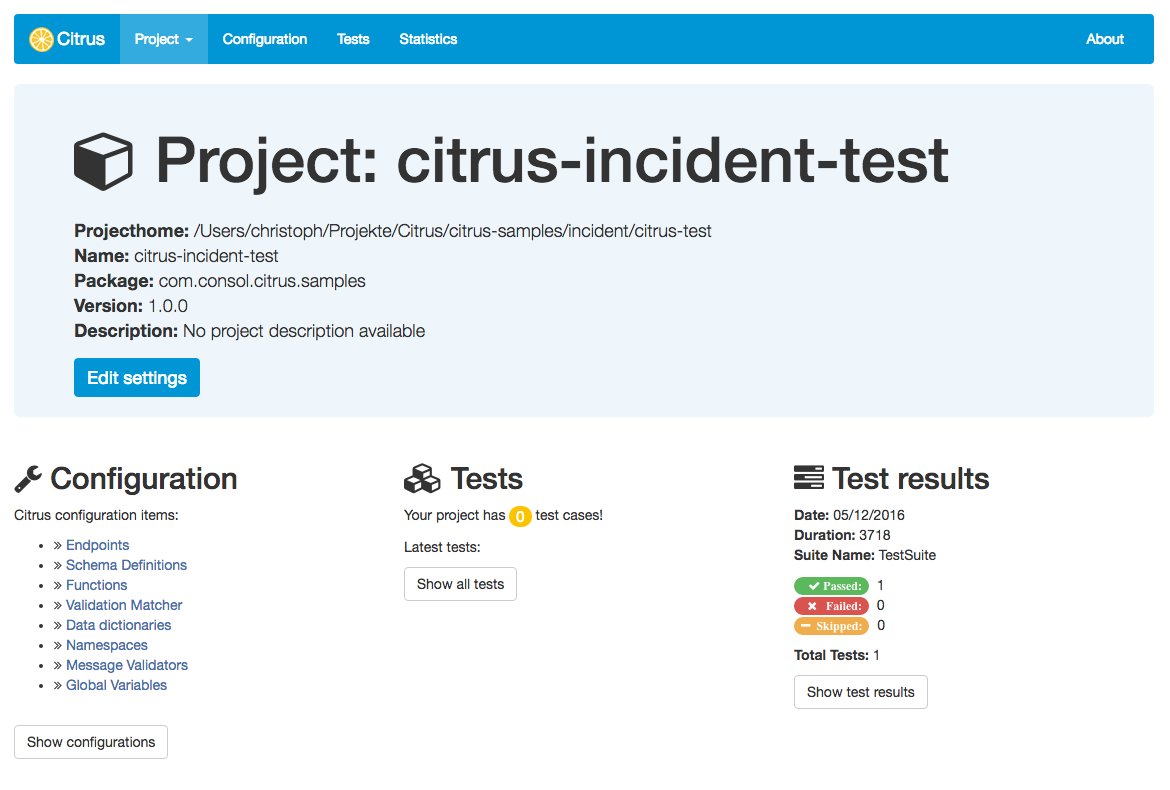 Citrus Project Configuration Tests Statistics About
Project: citrus-incident-test
Projecthome: /Users/christoph/Projekte/Citrus/citrus-samples/incident/citrus-test
Name: citrus-incident-test
Package: com.consol.citrus.samples
Version: 1.0.0
Description: No project description available
Edit settings
Configuration
Citrus configuration items:
» Endpoints
» Schema Definitions
» Functions
» Validation Matcher
» Data dictionaries
» Namespaces
» Message Validators
» Global Variables
Show configurations
Tests
Your project has 0 test cases!
Latest tests:
Show all tests
Test results
Date: 05/12/2016
Duration: 3718
Suite Name: TestSuite
Passed: 1
Failed: 0
Skipped: 0
Total Tests: 1
Show test results